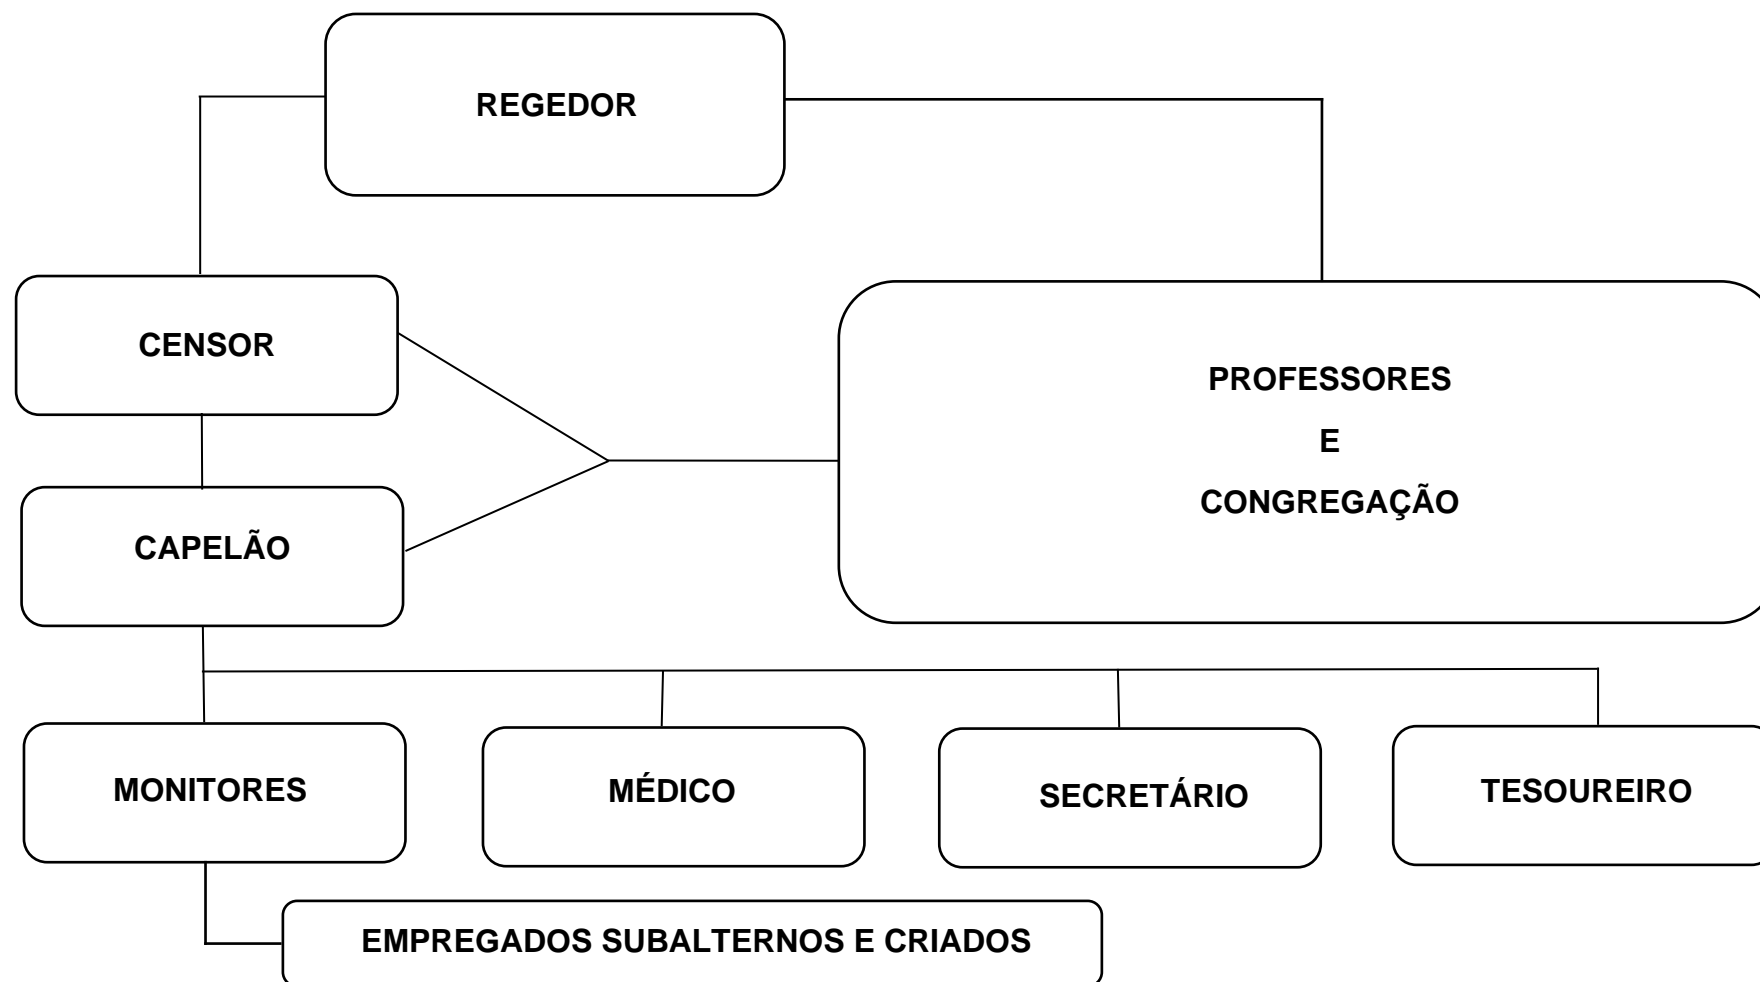 REGEDOR
CENSOR
PROFESSORES
E
CONGREGAÇÃO
CAPELÃO
MONITORES
MÉDICO
SECRETÁRIO
TESOUREIRO
EMPREGADOS SUBALTERNOS E CRIADOS